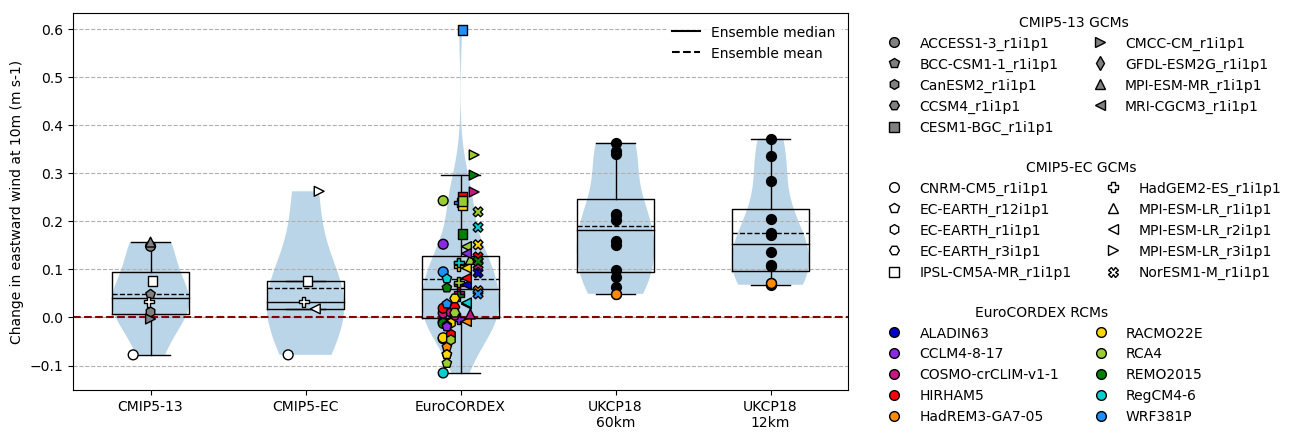 Change in eastward wind at 10m (m s-1)
0.6
0.5
0.4
0.3
0.2
0.1
0.0
−0.1
CMIP5-13
CMIP5-EC
EuroCORDEX
UKCP18
60km
UKCP18
12km
Ensemble median
Ensemble mean
CMIP5-13 GCMs
ACCESS1-3_r1i1p1
BCC-CSM1-1_r1i1p1
CanESM2_r1i1p1
CCSM4_r1i1p1
CESM1-BGC_r1i1p1
CMCC-CM_r1i1p1
GFDL-ESM2G_r1i1p1
MPI-ESM-MR_r1i1p1
MRI-CGCM3_r1i1p1
CMIP5-EC GCMs
CNRM-CM5_r1i1p1
EC-EARTH_r12i1p1
EC-EARTH_r1i1p1
EC-EARTH_r3i1p1
IPSL-CM5A-MR_r1i1p1
HadGEM2-ES_r1i1p1
MPI-ESM-LR_r1i1p1
MPI-ESM-LR_r2i1p1
MPI-ESM-LR_r3i1p1
NorESM1-M_r1i1p1
EuroCORDEX RCMs
ALADIN63
CCLM4-8-17
COSMO-crCLIM-v1-1
HIRHAM5
HadREM3-GA7-05
RACMO22E
RCA4
REMO2015
RegCM4-6
WRF381P